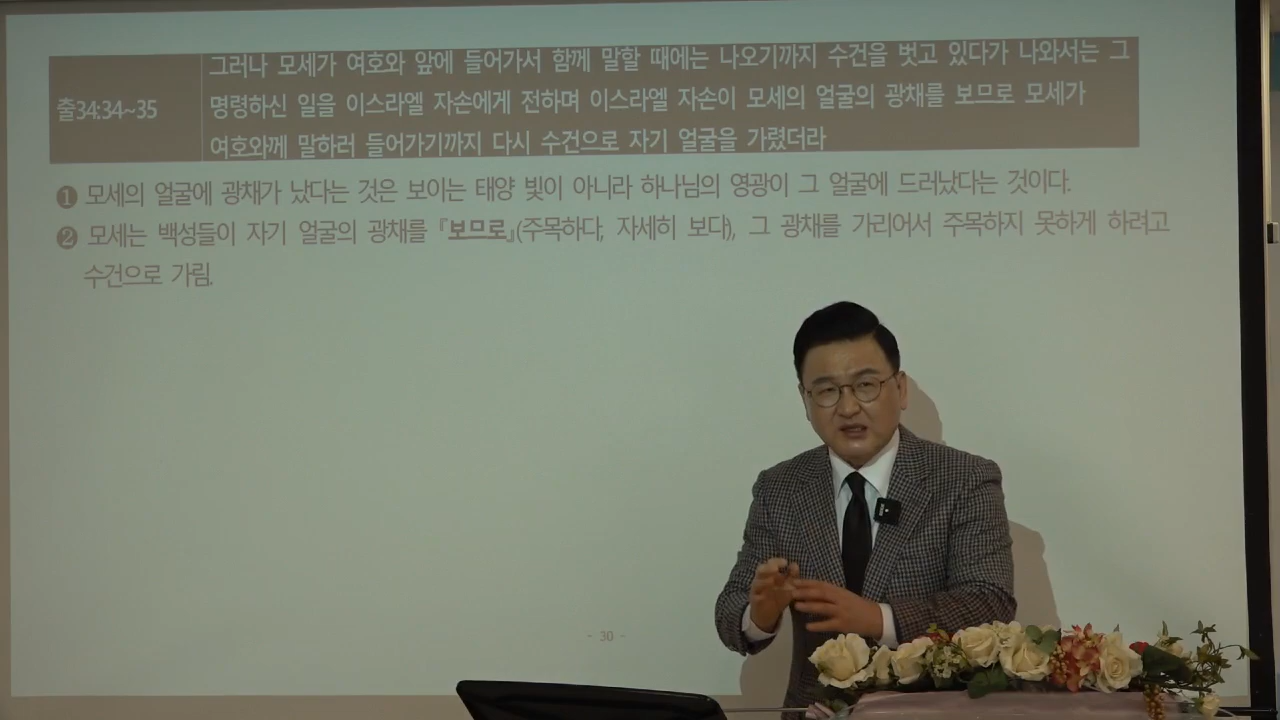 그러나 모세가 여호와 앞에 들어가서 함께 말할 때에는 나오기까지 수건을 벗고 있다가 나와서는 그
출34:34~35
명령하신 일을 이스라엘 자손에게 전하며 이스라엘 자손이 모세의 얼굴의 광채를 보므로 모세가
여호와께 말하러 들어가기까지 다시 수건으로 자기 얼굴을 가렸더라
❶ 모세의 얼굴에 광채가 났다는 것은 보이는 태양 빛이 아니라 하나님의 영광이 그 얼굴에 드러났다는 것이다.
❷ 모세는 백성들이 자기 얼굴의 광채를 『보므로』(주목하다, 자세히 보다), 그 광채를 가리어서 주목하지 못하게 하려고
수건으로 가림.
- 30 -